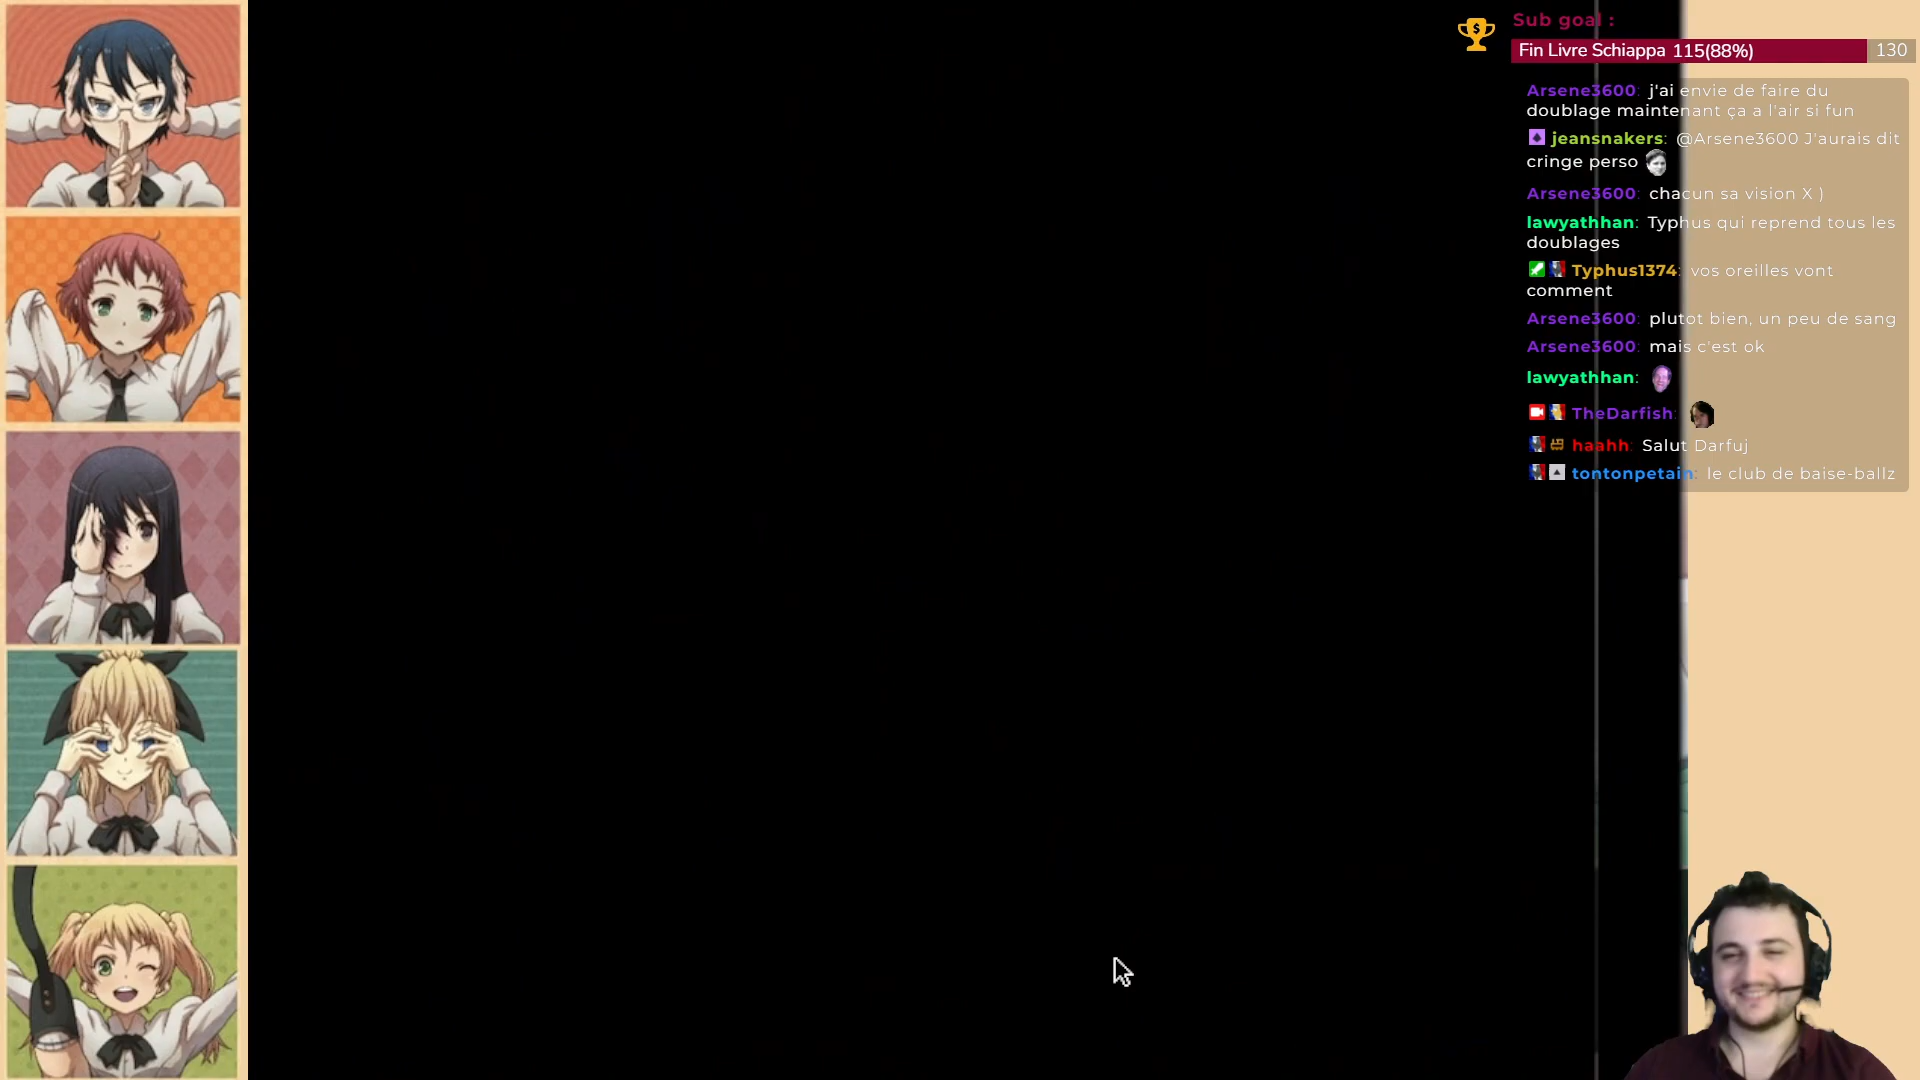 Sub goal :
Fin Livre Schiappa 115(88%) 130
Arsene3600: j'ai envie de faire du
doublage maintenant ça a l'air si fun
jeansnakers: @Arsene3600 J'aurais dit
cringe perso
Arsene3600: chacun sa vision X )
lawyathhan: Typhus qui reprend tous les
doublages
Typhus1374: vos oreilles vont
comment
Arsene3600: plutot bien, un peu de sang
Arsene3600: mais c'est ok
lawyathhan:
TheDarfish:
haahh: Salut Darfuj
tontonpetain: le club de baise-ballz